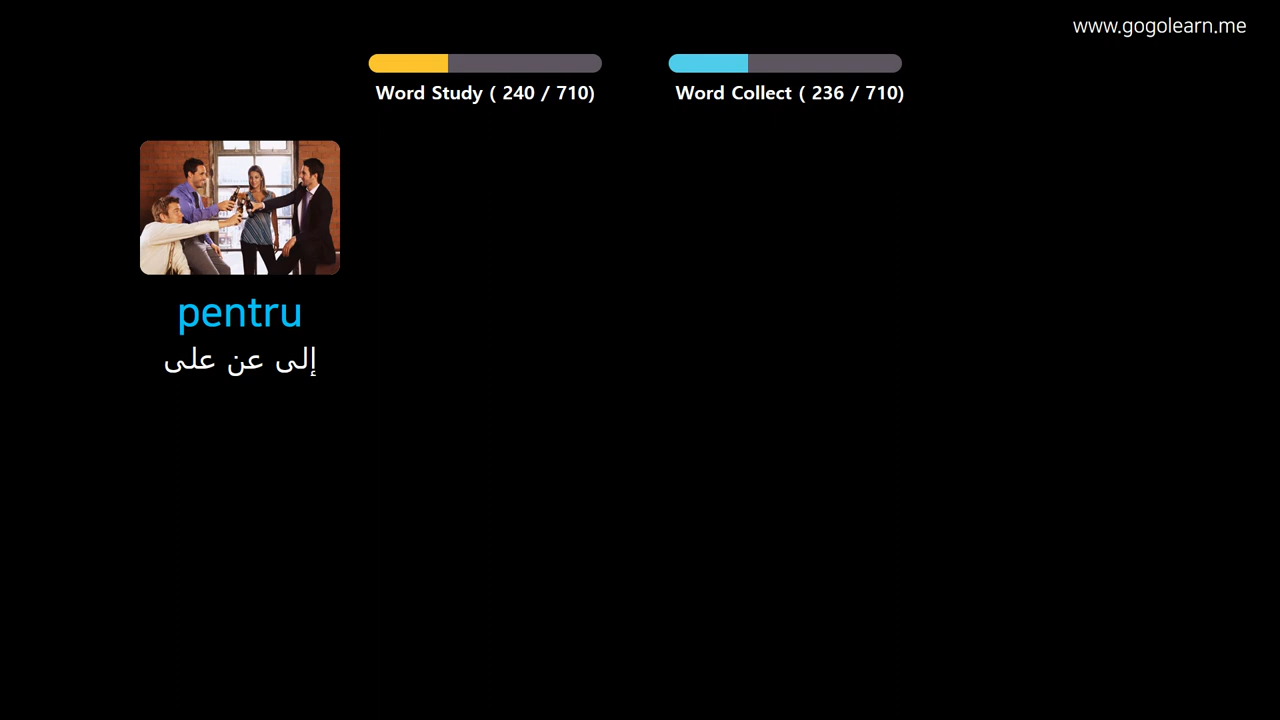 www.gogolearn.me
Word Study ( 240 / 710)
Word Collect ( 236 / 710)
pentru
إلى عن على